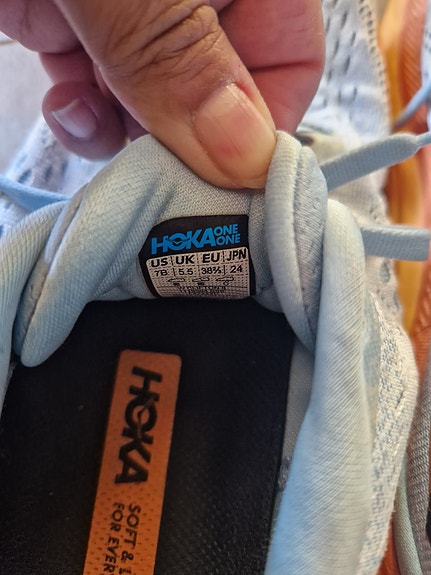 HOKA ONE ONE
US UK EU JPN
7B 5.5 38⅔ 24
HOKA
SOFT &
FOR EVER